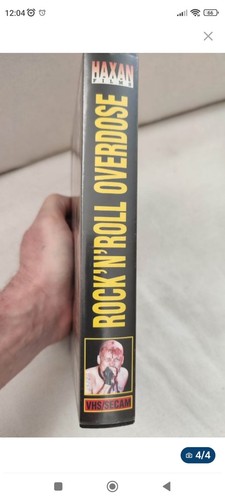 12:04
66
HAXAN
FILMS
ROCK'N'ROLL OVERDOSE
VHS/SECAM
4/4